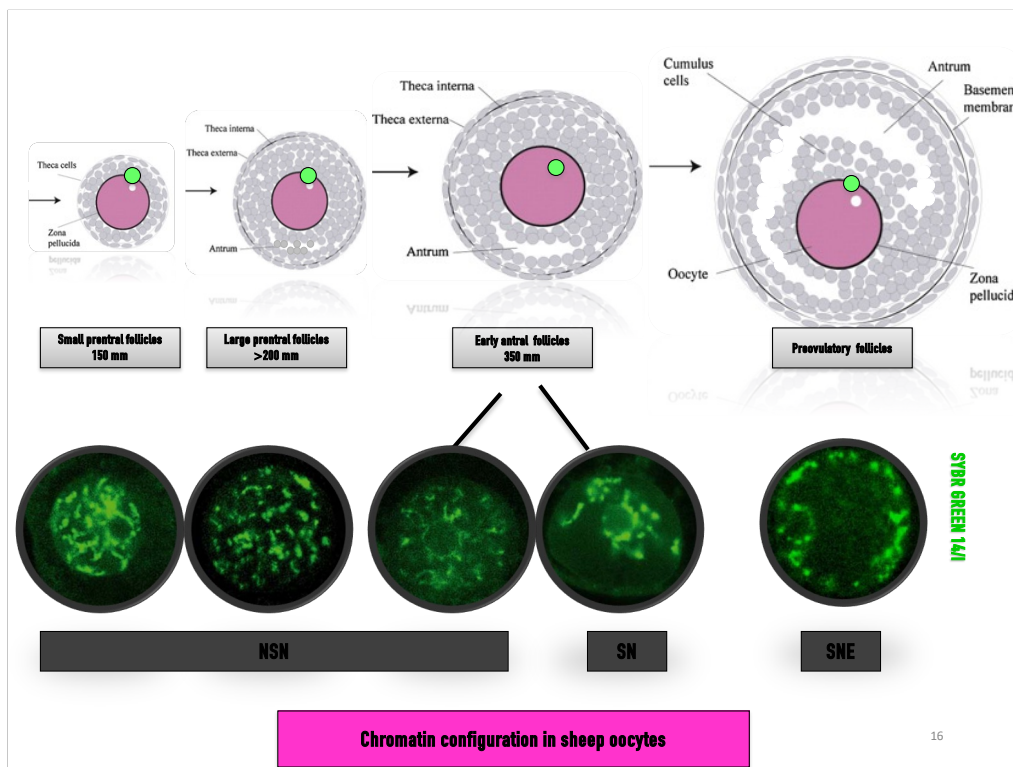 Theca cells
Zona
pellucida
Theca interna
Theca externa
Antrum
Theca interna
Theca externa
Antrum
Cumulus
cells
Antrum
Basemen
membran
Oocyte
Zona
pellucid
Small prentral follicles
150 mm
Large prentral follicles
>200 mm
Early antral follicles
350 mm
Preovulatory follicles
SYBR GREEN 14/I
NSN
SN
SNE
Chromatin configuration in sheep oocytes
16